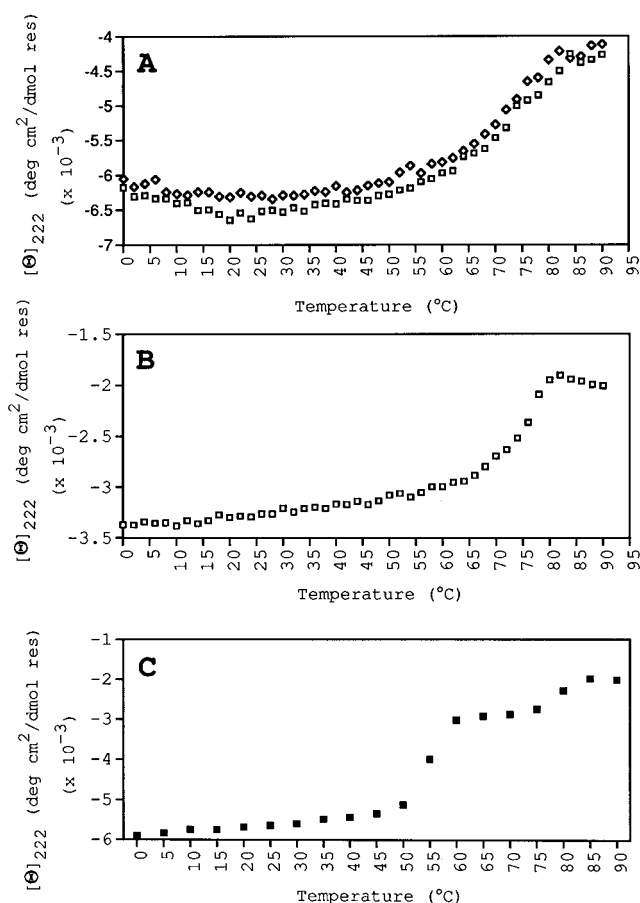 A
[Θ]222 (deg cm²/dmol res)
(x 10⁻³)
-4
-4.5
-5
-5.5
-6
-6.5
-7
0 5 10 15 20 25 30 35 40 45 50 55 60 65 70 75 80 85 90 95
Temperature (°C)
B
[Θ]222 (deg cm²/dmol res)
(x 10⁻³)
-1.5
-2
-2.5
-3
-3.5
0 5 10 15 20 25 30 35 40 45 50 55 60 65 70 75 80 85 90 95
Temperature (°C)
C
[Θ]222 (deg cm²/dmol res)
(x 10⁻³)
-1
-2
-3
-4
-5
-6
0 5 10 15 20 25 30 35 40 45 50 55 60 65 70 75 80 85 90
Temperature (°C)